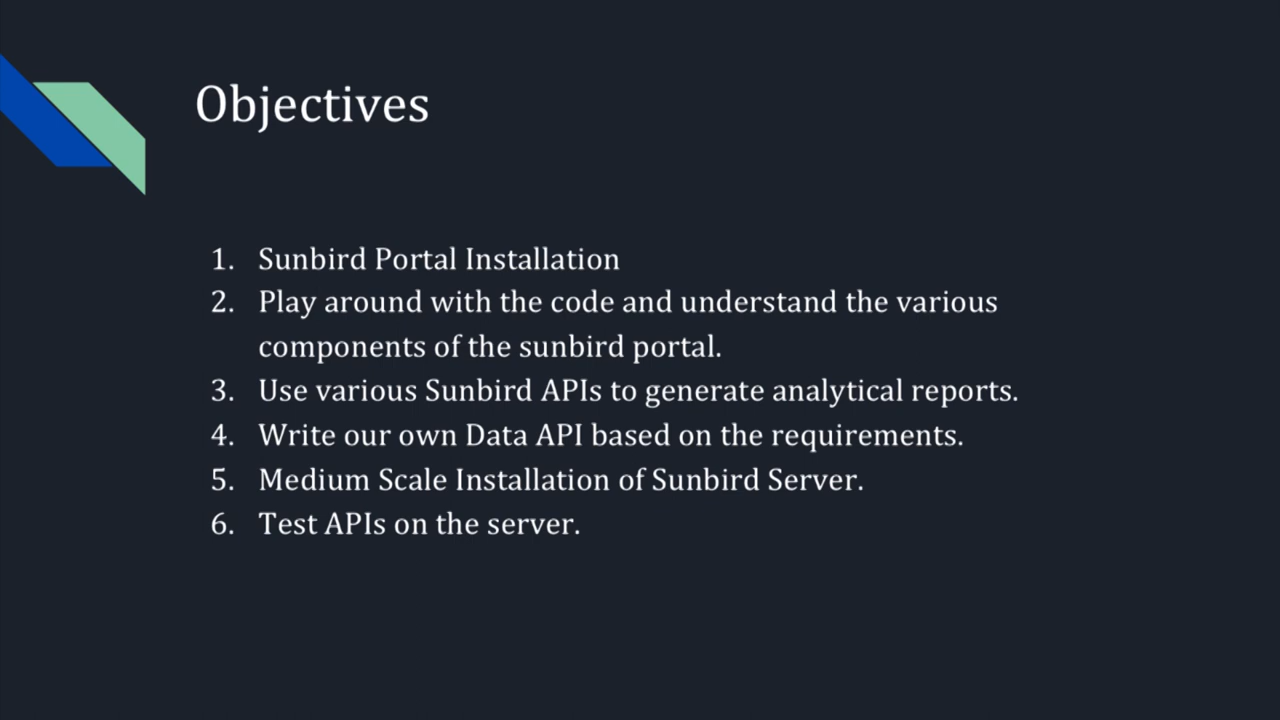 Objectives
1. Sunbird Portal Installation
2. Play around with the code and understand the various
components of the sunbird portal.
3. Use various Sunbird APIs to generate analytical reports.
4. Write our own Data API based on the requirements.
5. Medium Scale Installation of Sunbird Server.
6. Test APIs on the server.